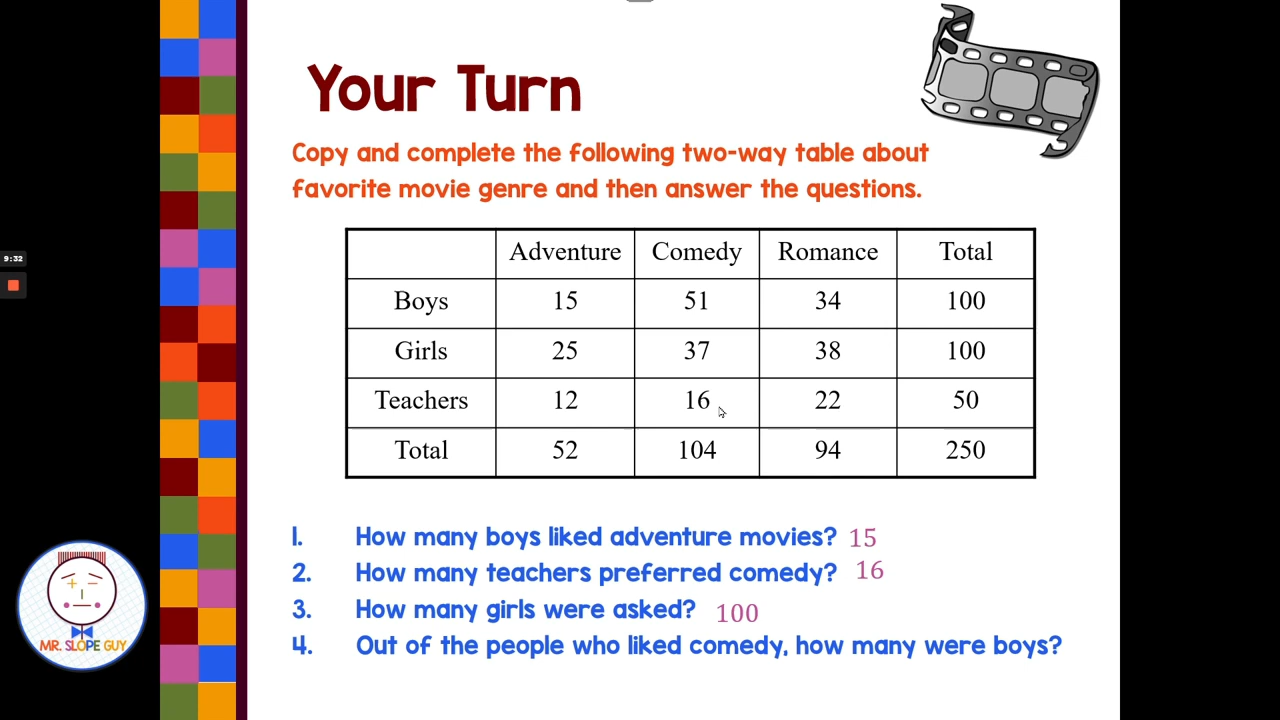 Your Turn
Copy and complete the following two-way table about
favorite movie genre and then answer the questions.
Adventure Comedy Romance Total
Boys 15 51 34 100
Girls 25 37 38 100
Teachers 12 16 22 50
Total 52 104 94 250
1. How many boys liked adventure movies? 15
2. How many teachers preferred comedy? 16
3. How many girls were asked? 100
4. Out of the people who liked comedy, how many were boys?
9:32
MR. SLOPE GUY